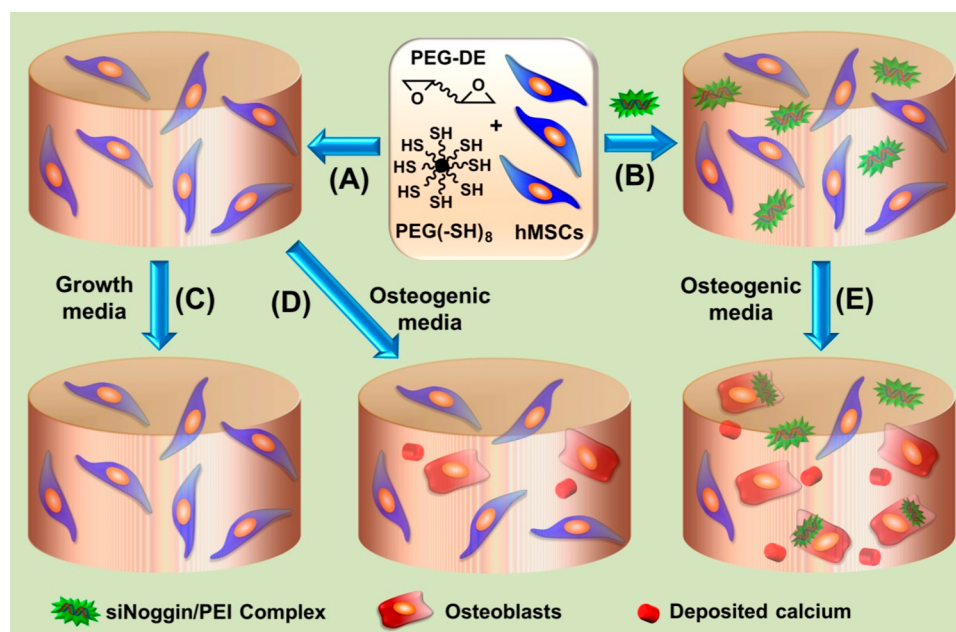 PEG-DE
O
O
+
SH
HS
SH
HS
SH
HS
SH
SH
PEG(-SH)₈
hMSCs
(A)
(B)
Growth
media
(C)
(D)
Osteogenic
media
Osteogenic
media
(E)
siNoggin/PEI Complex
Osteoblasts
Deposited calcium